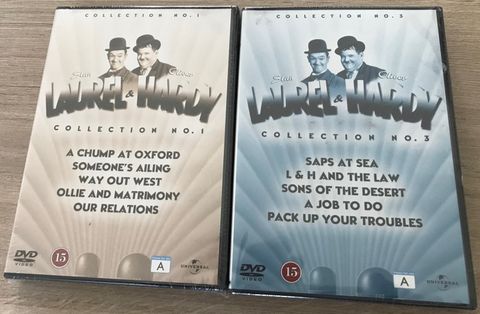 COLLECTION NO.1
Stan Oliver
LAUREL & HARDY
COLLECTION NO.1
A CHUMP AT OXFORD
SOMEONE'S AILING
WAY OUT WEST
OLLIE AND MATRIMONY
OUR RELATIONS
DVD
VIDEO
15
A
UNIVERSAL
COLLECTION NO.3
Stan Oliver
LAUREL & HARDY
COLLECTION NO.3
SAPS AT SEA
L & H AND THE LAW
SONS OF THE DESERT
A JOB TO DO
PACK UP YOUR TROUBLES
DVD
VIDEO
15
A
UNIVERSAL